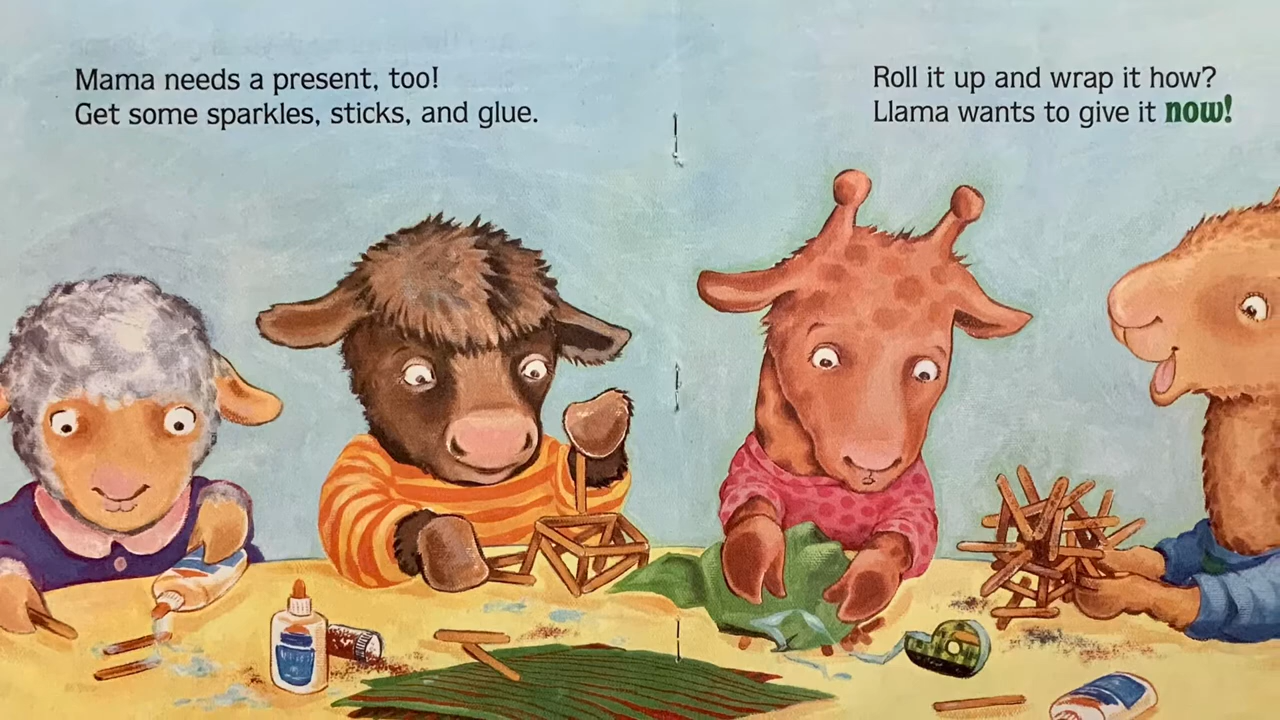 Mama needs a present, too!
Get some sparkles, sticks, and glue.
Roll it up and wrap it how?
Llama wants to give it now!